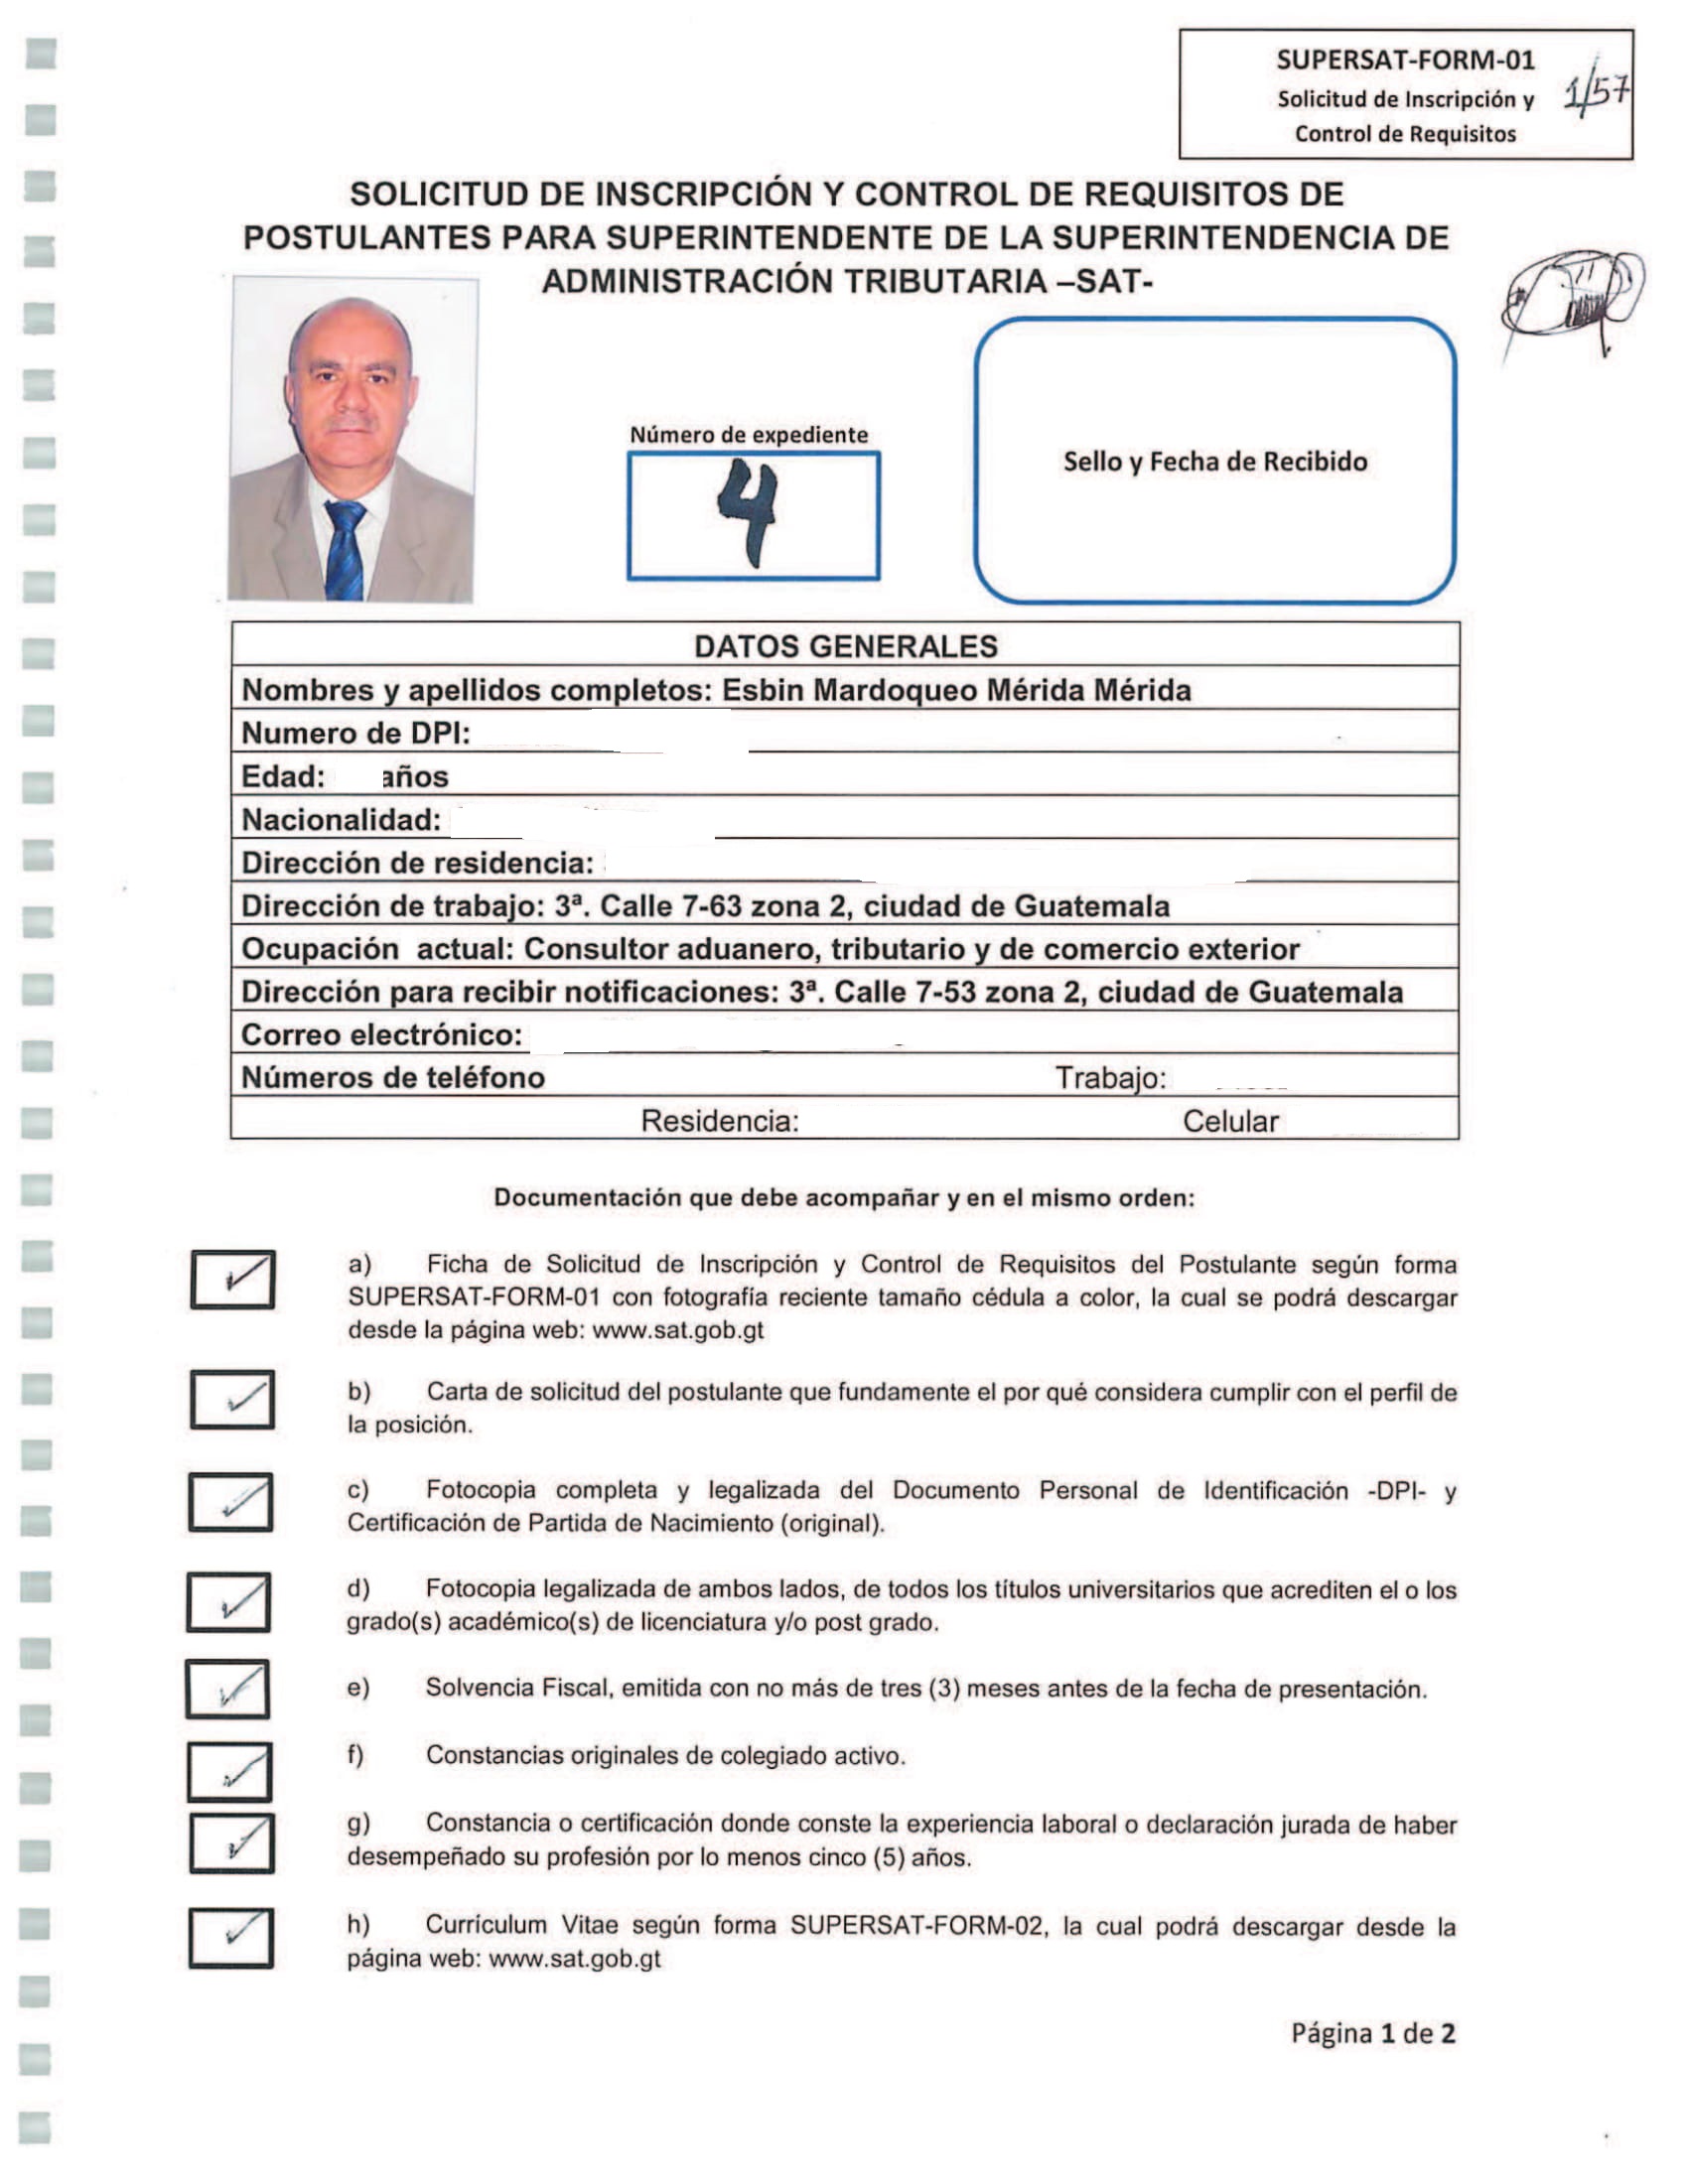 SUPERSAT-FORM-01
Solicitud de Inscripción y
Control de Requisitos
1/57
SOLICITUD DE INSCRIPCIÓN Y CONTROL DE REQUISITOS DE
POSTULANTES PARA SUPERINTENDENTE DE LA SUPERINTENDENCIA DE
ADMINISTRACIÓN TRIBUTARIA –SAT-
Número de expediente
4
Sello y Fecha de Recibido
DATOS GENERALES
Nombres y apellidos completos: Esbin Mardoqueo Mérida Mérida
Numero de DPI:
Edad: años
Nacionalidad:
Dirección de residencia:
Dirección de trabajo: 3ª. Calle 7-63 zona 2, ciudad de Guatemala
Ocupación actual: Consultor aduanero, tributario y de comercio exterior
Dirección para recibir notificaciones: 3ª. Calle 7-53 zona 2, ciudad de Guatemala
Correo electrónico:
Números de teléfono Trabajo:
Residencia: Celular
Documentación que debe acompañar y en el mismo orden:
a) Ficha de Solicitud de Inscripción y Control de Requisitos del Postulante según forma
SUPERSAT-FORM-01 con fotografía reciente tamaño cédula a color, la cual se podrá descargar
desde la página web: www.sat.gob.gt
b) Carta de solicitud del postulante que fundamente el por qué considera cumplir con el perfil de
la posición.
c) Fotocopia completa y legalizada del Documento Personal de Identificación -DPI- y
Certificación de Partida de Nacimiento (original).
d) Fotocopia legalizada de ambos lados, de todos los títulos universitarios que acrediten el o los
grado(s) académico(s) de licenciatura y/o post grado.
e) Solvencia Fiscal, emitida con no más de tres (3) meses antes de la fecha de presentación.
f) Constancias originales de colegiado activo.
g) Constancia o certificación donde conste la experiencia laboral o declaración jurada de haber
desempeñado su profesión por lo menos cinco (5) años.
h) Currículum Vitae según forma SUPERSAT-FORM-02, la cual podrá descargar desde la
página web: www.sat.gob.gt
Página 1 de 2